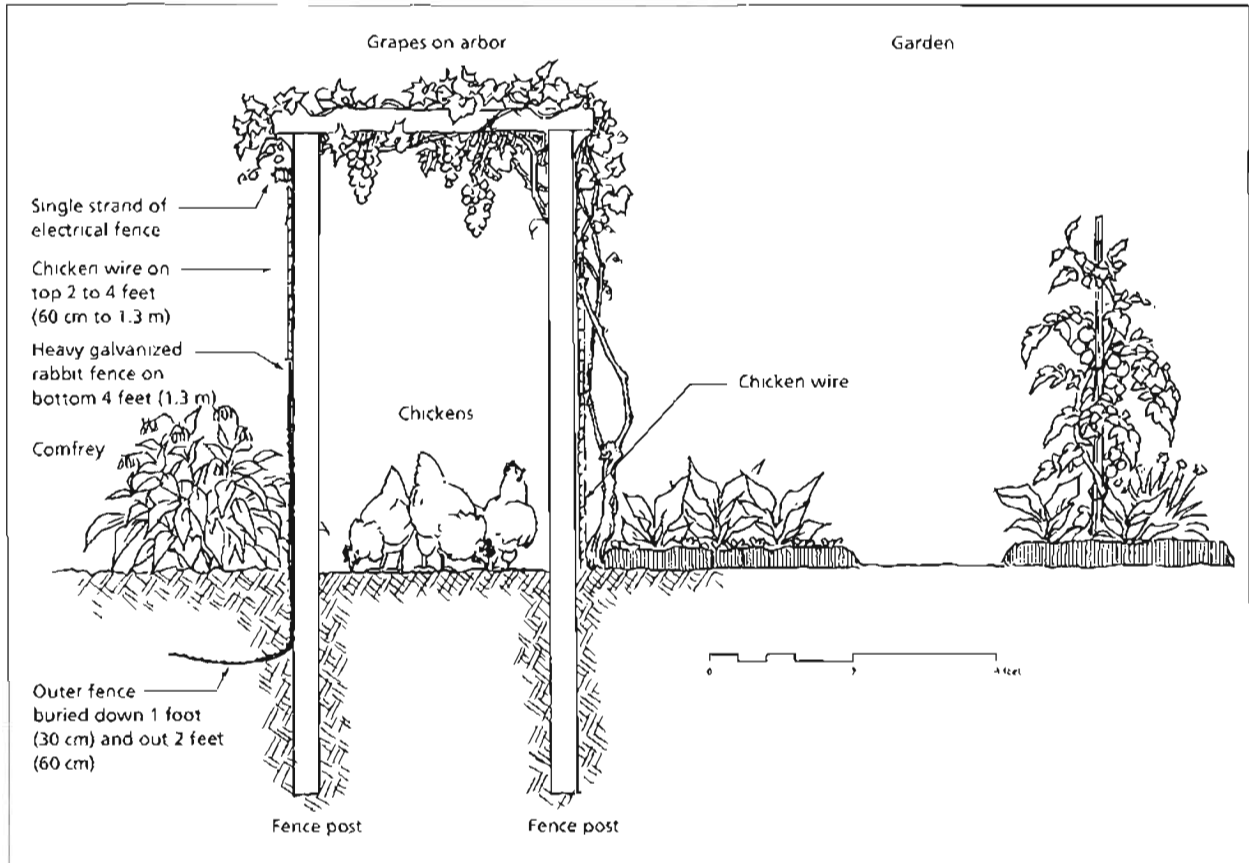 Grapes on arbor
Garden
Single strand of
electrical fence
Chicken wire on
top 2 to 4 feet
(60 cm to 1.3 m)
Heavy galvanized
rabbit fence on
bottom 4 feet (1.3 m)
Chicken wire
Chickens
Comfrey
Outer fence
buried down 1 foot
(30 cm) and out 2 feet
(60 cm)
0
4 feet
Fence post
Fence post